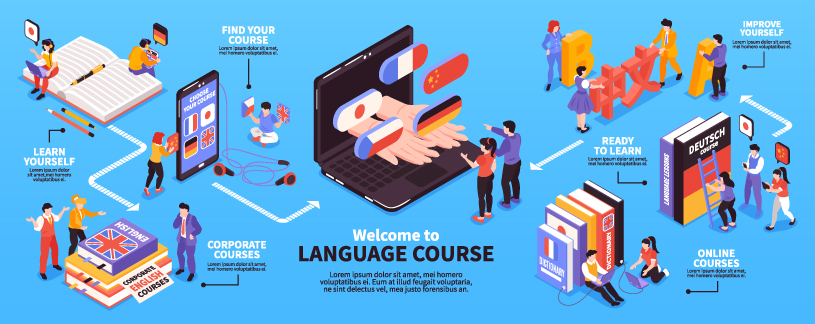 FIND YOUR
COURSE
Lorem ipsum dolor sit amet,
mei homero voluptatibus ei.
IMPROVE
YOURSELF
Lorem ipsum dolor sit amet,
mei homero voluptatibus ei.
CHOOSE
YOUR COURSE
LEARN
YOURSELF
Lorem ipsum dolor
sit amet, mei homero
voluptatibus ei.
READY
TO LEARN
Lorem ipsum dolor sit amet,
mei homero voluptatibus ei.
LANGUAGE LESSONS
DEUTSCH
COURSE
ENGLISH
CORPORATE
ENGLISH
COURSES
CORPORATE
COURSES
Lorem ipsum dolor sit amet,
mei homero voluptatibus ei.
Welcome to
LANGUAGE COURSE
Lorem ipsum dolor sit amet, mei homero
voluptatibus ei. Eum at feugait voluptaria,
ne sint delectus vel, mea justo forensibus an.
DICTIONARY
DICTIONARY
ONLINE
COURSES
Lorem ipsum dolor sit amet,
mei homero voluptatibus ei.